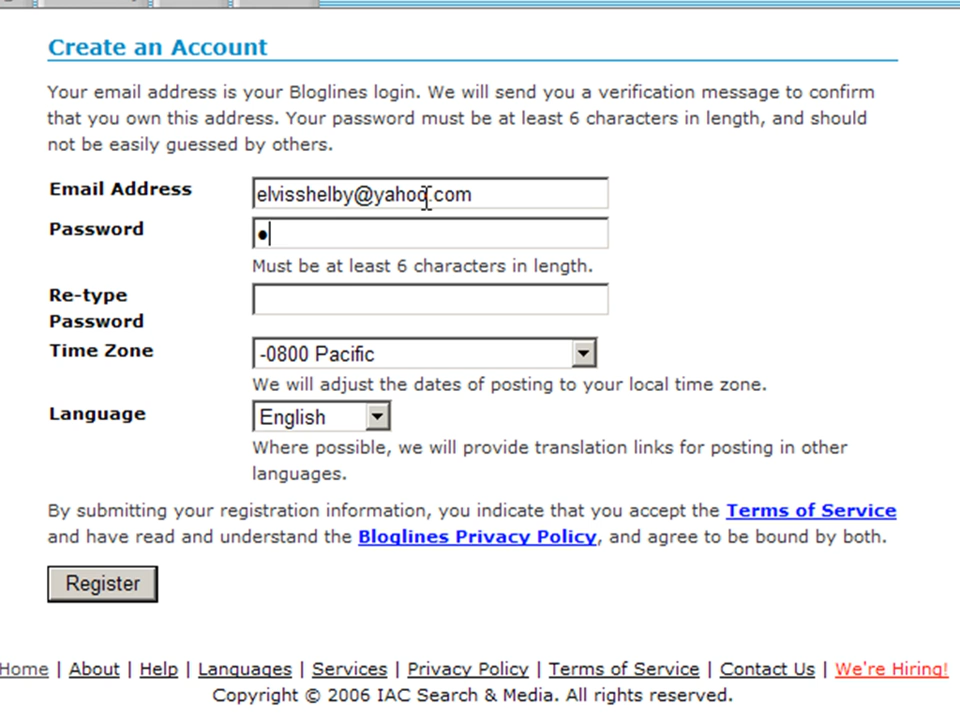 Create an Account
Your email address is your Bloglines login. We will send you a verification message to confirm
that you own this address. Your password must be at least 6 characters in length, and should
not be easily guessed by others.
Email Address
elvisshelby@yahoo.com
Password
●
Must be at least 6 characters in length.
Re-type
Password
Time Zone
-0800 Pacific
We will adjust the dates of posting to your local time zone.
Language
English
Where possible, we will provide translation links for posting in other
languages.
By submitting your registration information, you indicate that you accept the Terms of Service
and have read and understand the Bloglines Privacy Policy, and agree to be bound by both.
Register
Home | About | Help | Languages | Services | Privacy Policy | Terms of Service | Contact Us | We're Hiring!
Copyright © 2006 IAC Search & Media. All rights reserved.